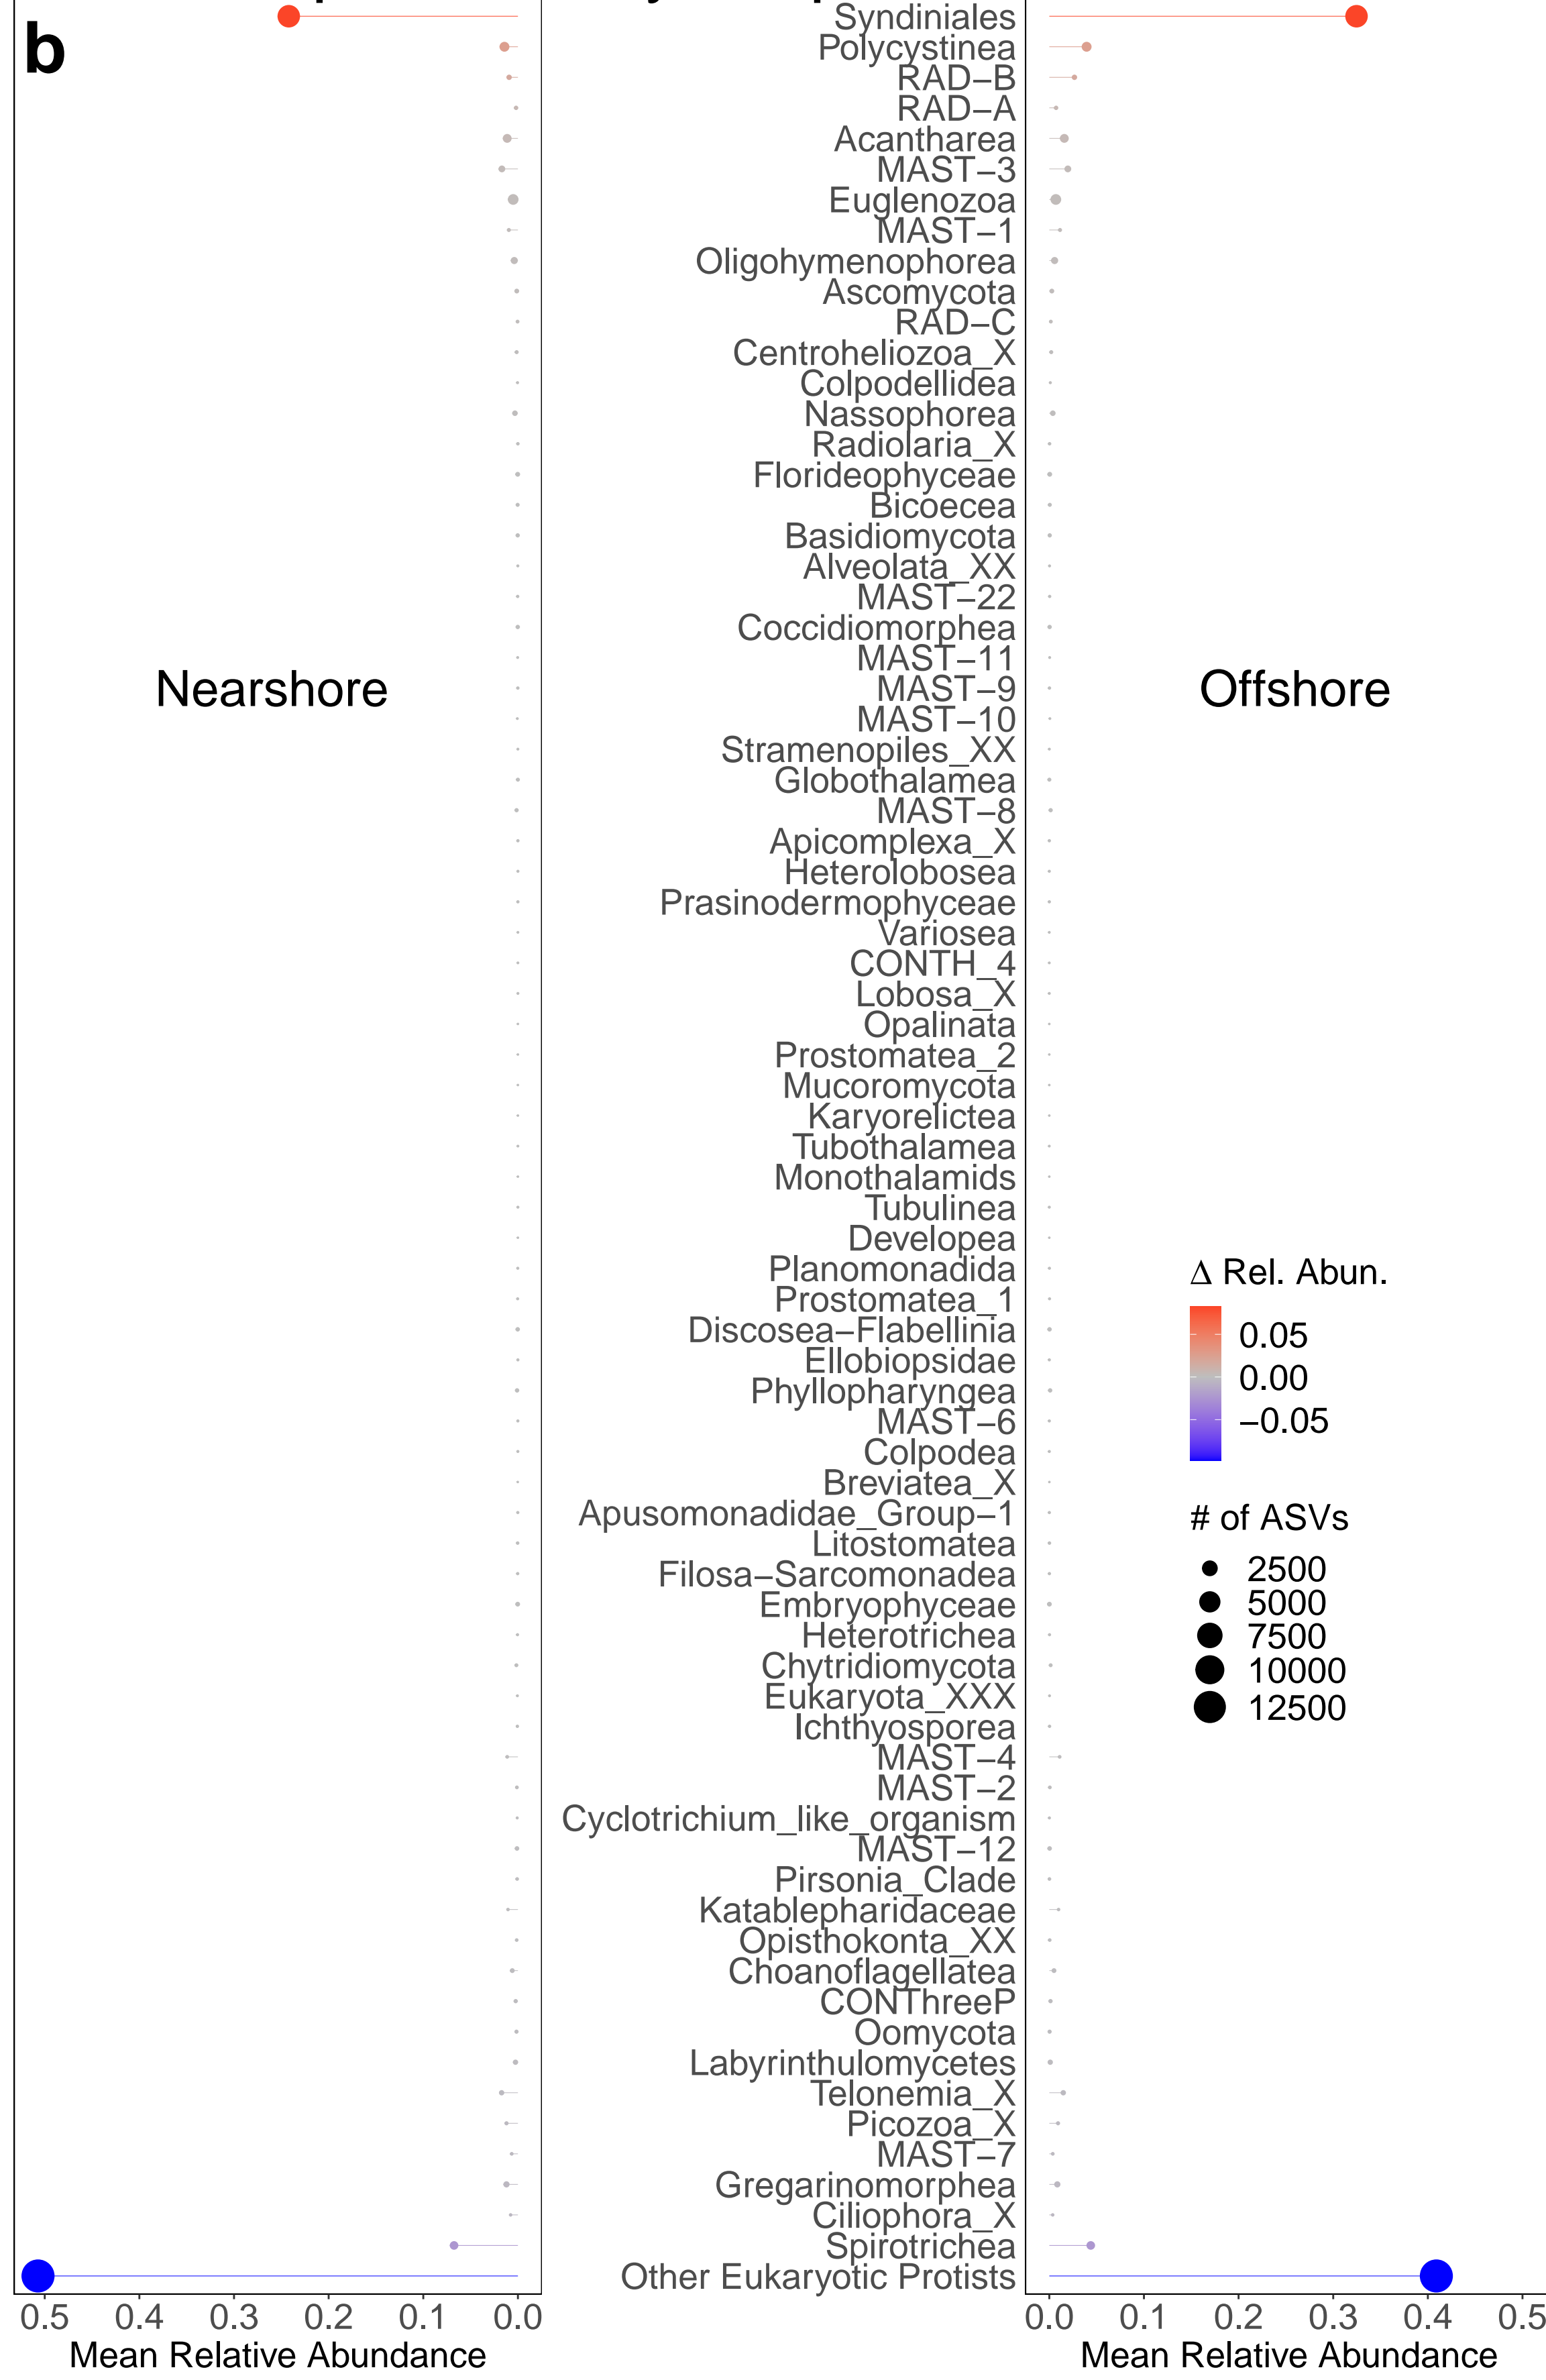 b
Syndiniales
Polycystinea
RAD−B
RAD−A
Acantharea
MAST−3
Euglenozoa
MAST−1
Oligohymenophorea
Ascomycota
RAD−C
Centroheliozoa_X
Colpodellidea
Nassophorea
Radiolaria_X
Florideophyceae
Bicoecea
Basidiomycota
Alveolata_XX
MAST−22
Coccidiomorphea
MAST−11
Nearshore
MAST−9
Offshore
MAST−10
Stramenopiles_XX
Globothalamea
MAST−8
Apicomplexa_X
Heterolobosea
Prasinodermophyceae
Variosea
CONTH_4
Lobosa_X
Opalinata
Prostomatea_2
Mucoromycota
Karyorelictea
Tubothalamea
Monothalamids
Tubulinea
Developea
Planomonadida
Prostomatea_1
Discosea−Flabellinia
Ellobiopsidae
Phyllopharyngea
MAST−6
Colpodea
Breviatea_X
Apusomonadidae_Group−1
Litostomatea
Filosa−Sarcomonadea
Embryophyceae
Heterotrichea
Chytridiomycota
Eukaryota_XXX
Ichthyosporea
MAST−4
MAST−2
Cyclotrichium_like_organism
MAST−12
Pirsonia_Clade
Katablepharidaceae
Opisthokonta_XX
Choanoflagellatea
CONThreeP
Oomycota
Labyrinthulomycetes
Telonemia_X
Picozoa_X
MAST−7
Gregarinomorphea
Ciliophora_X
Spirotrichea
Other Eukaryotic Protists
Δ Rel. Abun.
0.05
0.00
−0.05
# of ASVs
2500
5000
7500
10000
12500
0.5 0.4 0.3 0.2 0.1 0.0
Mean Relative Abundance
0.0 0.1 0.2 0.3 0.4 0.5
Mean Relative Abundance